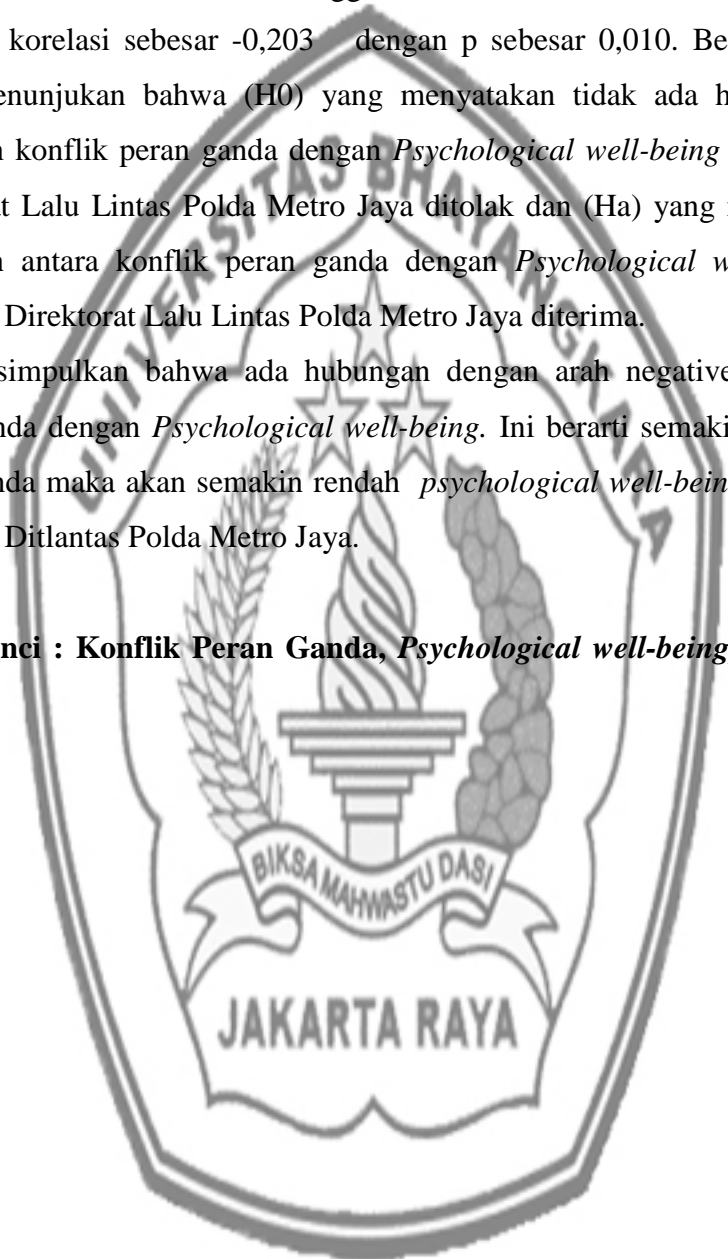 gg
korelasi sebesar -0,203 dengan p sebesar 0,010. Be
enunjukan bahwa (H0) yang menyatakan tidak ada h
n konflik peran ganda dengan Psychological well-being
at Lalu Lintas Polda Metro Jaya ditolak dan (Ha) yang
n antara konflik peran ganda dengan Psychological w
Direktorat Lalu Lintas Polda Metro Jaya diterima.
simpulkan bahwa ada hubungan dengan arah negative
nda dengan Psychological well-being. Ini berarti semaki
nda maka akan semakin rendah psychological well-bein
Ditlantas Polda Metro Jaya.
nci : Konflik Peran Ganda, Psychological well-being
UNIVERSITAS BHAYANGKARA
BIKSA MAHWASTU DASI
JAKARTA RAYA